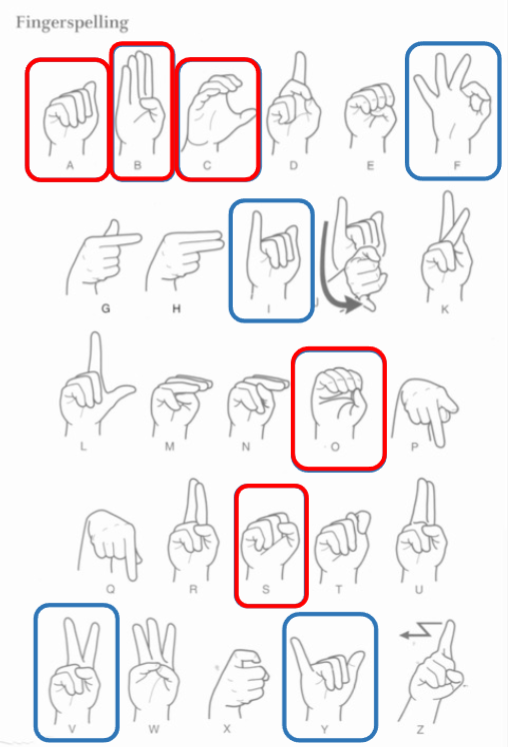 Fingerspelling
A B C D E F
G H I J K
L M N O P
Q R S T U
V W X Y Z